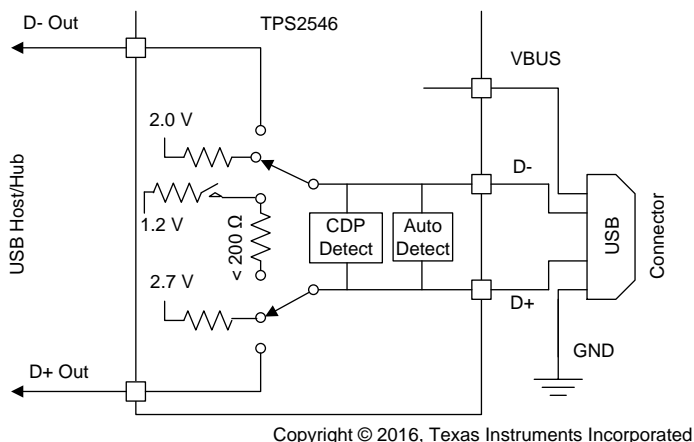 D- Out
TPS2546
VBUS
2.0 V
D-
USB Host/Hub
1.2 V
< 200 Ω
CDP
Detect
Auto
Detect
USB
Connector
2.7 V
D+
GND
D+ Out
Copyright © 2016, Texas Instruments Incorporated